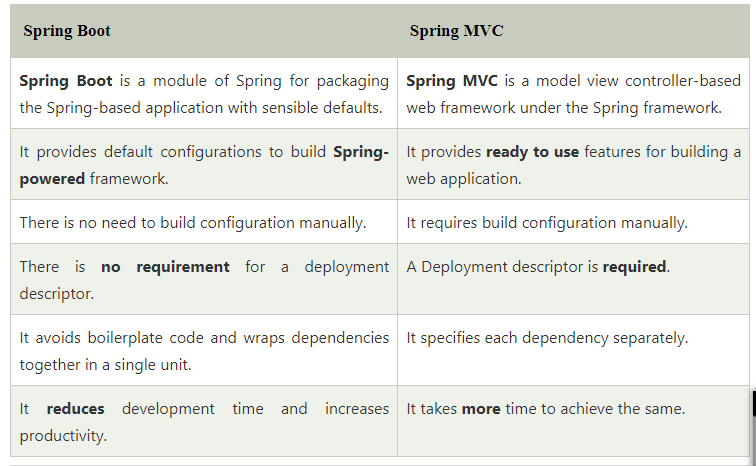 Spring Boot
Spring MVC
Spring Boot is a module of Spring for packaging
the Spring-based application with sensible defaults.
Spring MVC is a model view controller-based
web framework under the Spring framework.
It provides default configurations to build Spring-
powered framework.
It provides ready to use features for building a
web application.
There is no need to build configuration manually.
It requires build configuration manually.
There is no requirement for a deployment
descriptor.
A Deployment descriptor is required.
It avoids boilerplate code and wraps dependencies
together in a single unit.
It specifies each dependency separately.
It reduces development time and increases
productivity.
It takes more time to achieve the same.